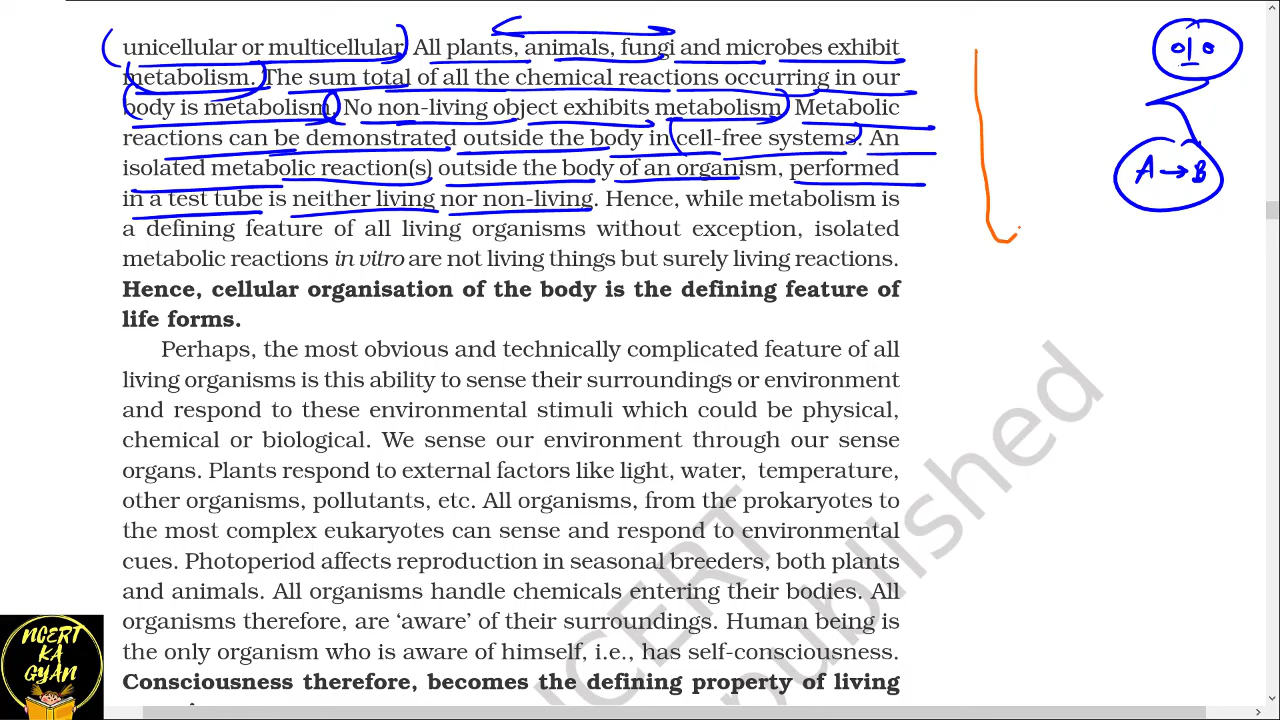 unicellular or multicellular. All plants, animals, fungi and microbes exhibit
metabolism. The sum total of all the chemical reactions occurring in our
body is metabolism. No non-living object exhibits metabolism. Metabolic
reactions can be demonstrated outside the body in cell-free systems. An
isolated metabolic reaction(s) outside the body of an organism, performed
in a test tube is neither living nor non-living. Hence, while metabolism is
a defining feature of all living organisms without exception, isolated
metabolic reactions in vitro are not living things but surely living reactions.
Hence, cellular organisation of the body is the defining feature of
life forms.
Perhaps, the most obvious and technically complicated feature of all
living organisms is this ability to sense their surroundings or environment
and respond to these environmental stimuli which could be physical,
chemical or biological. We sense our environment through our sense
organs. Plants respond to external factors like light, water, temperature,
other organisms, pollutants, etc. All organisms, from the prokaryotes to
the most complex eukaryotes can sense and respond to environmental
cues. Photoperiod affects reproduction in seasonal breeders, both plants
and animals. All organisms handle chemicals entering their bodies. All
organisms therefore, are ‘aware’ of their surroundings. Human being is
the only organism who is aware of himself, i.e., has self-consciousness.
Consciousness therefore, becomes the defining property of living
A → B
NCERT
published
NCERT
KA
GYAN